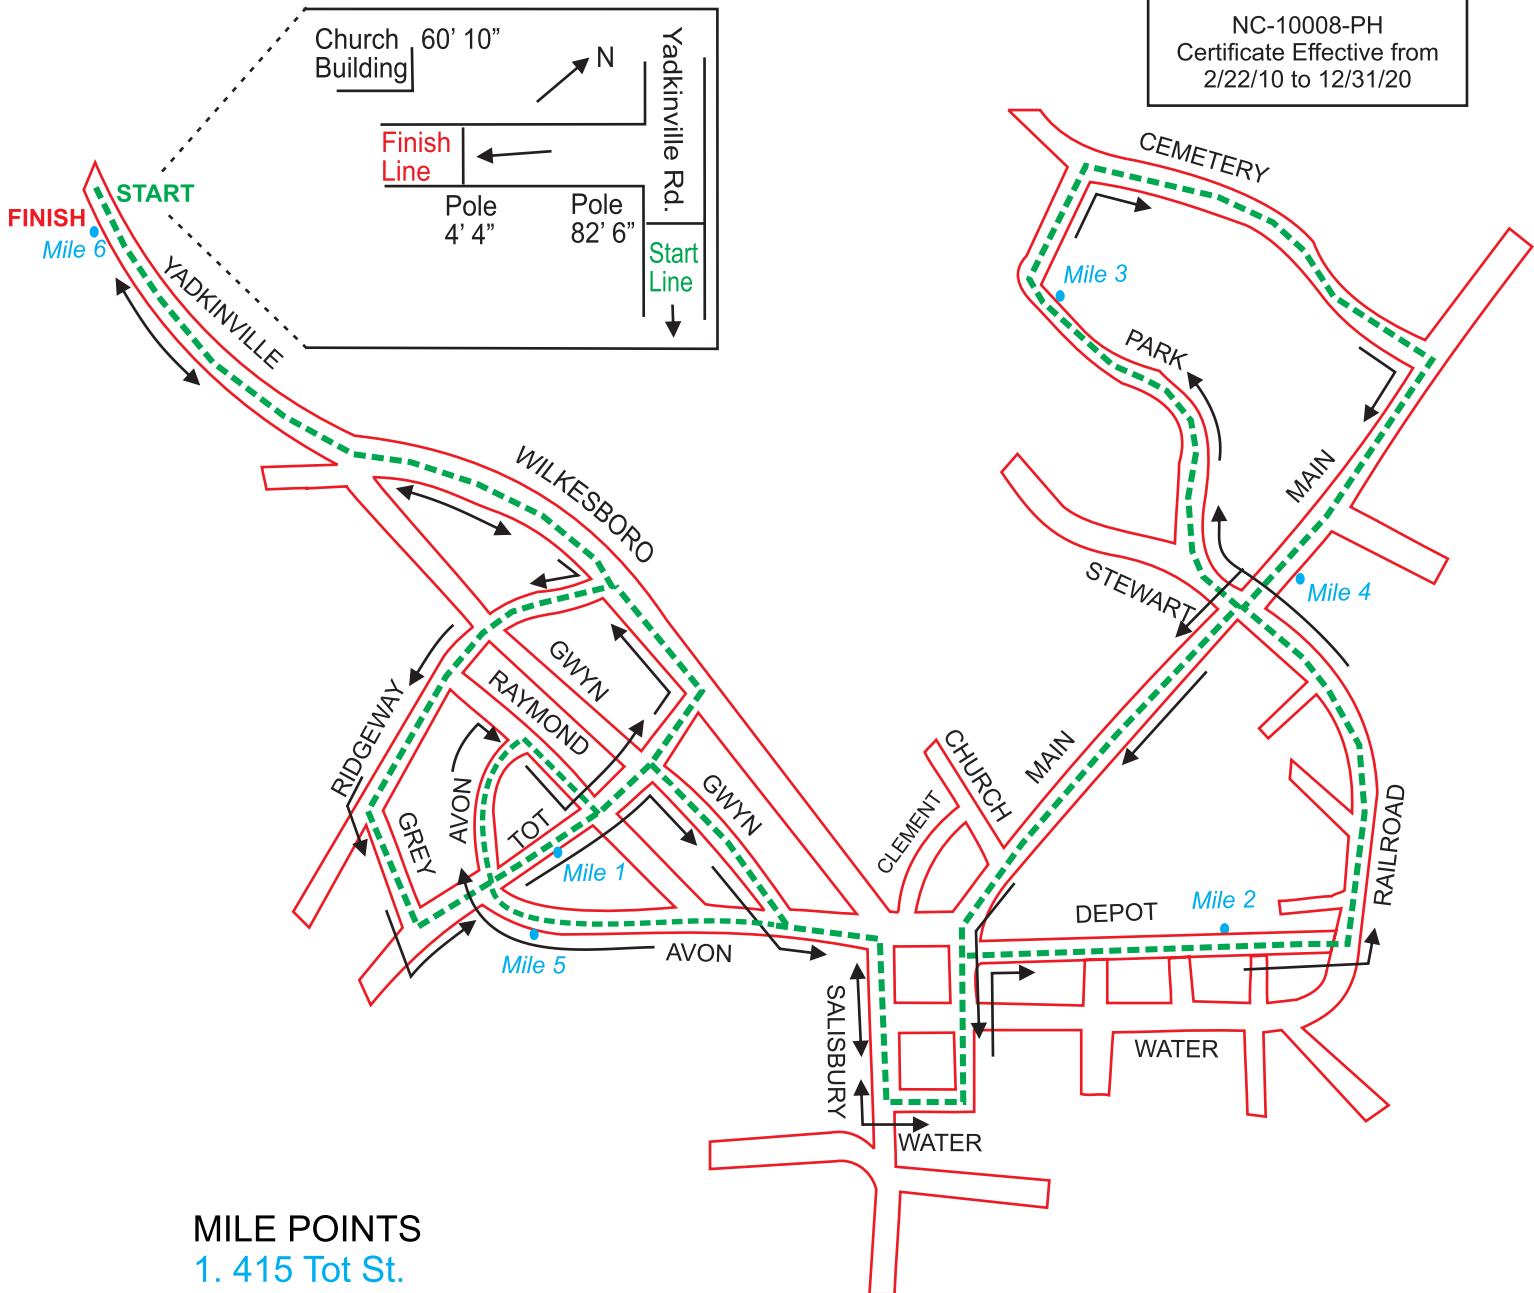 NC-10008-PH
Certificate Effective from
2/22/10 to 12/31/20
Church 60’ 10”
Building
N
Yadkinville Rd.
Finish
Line
Pole
4’ 4”
Pole
82’ 6”
Start
Line
START
FINISH
Mile 6
YADKINVILLE
WILKESBORO
CEMETERY
Mile 3
PARK
MAIN
STEWART
Mile 4
GWYN
RAYMOND
RIDGEWAY
GREY
AVON
TOT
Mile 1
GWYN
CLEMENT
CHURCH
MAIN
RAILROAD
DEPOT
Mile 2
Mile 5
AVON
SALISBURY
WATER
WATER
MILE POINTS
1. 415 Tot St.